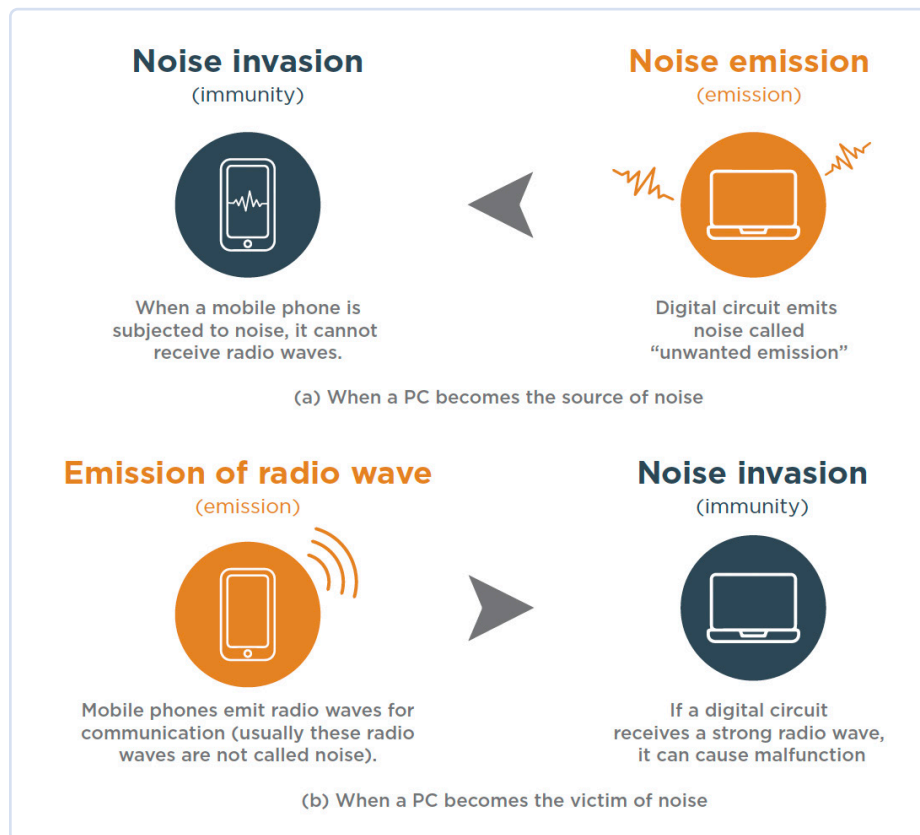 Noise invasion
(immunity)
When a mobile phone is
subjected to noise, it cannot
receive radio waves.
Noise emission
(emission)
Digital circuit emits
noise called
“unwanted emission”
(a) When a PC becomes the source of noise
Emission of radio wave
(emission)
Mobile phones emit radio waves for
communication (usually these radio
waves are not called noise).
Noise invasion
(immunity)
If a digital circuit
receives a strong radio wave,
it can cause malfunction
(b) When a PC becomes the victim of noise